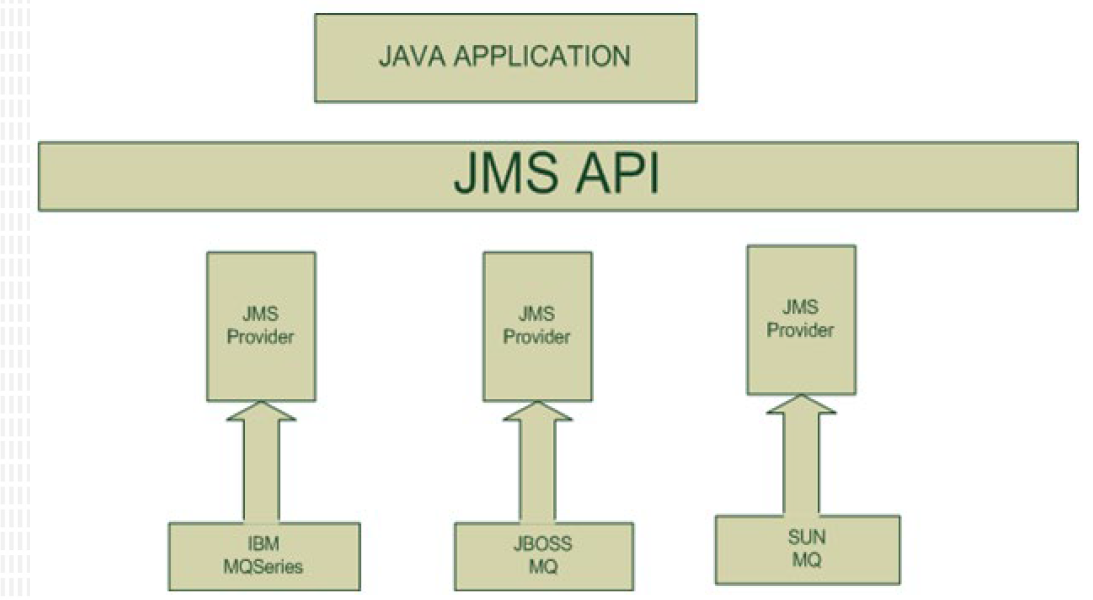 JAVA APPLICATION
JMS API
JMS
Provider
JMS
Provider
JMS
Provider
IBM
MQSeries
JBOSS
MQ
SUN
MQ